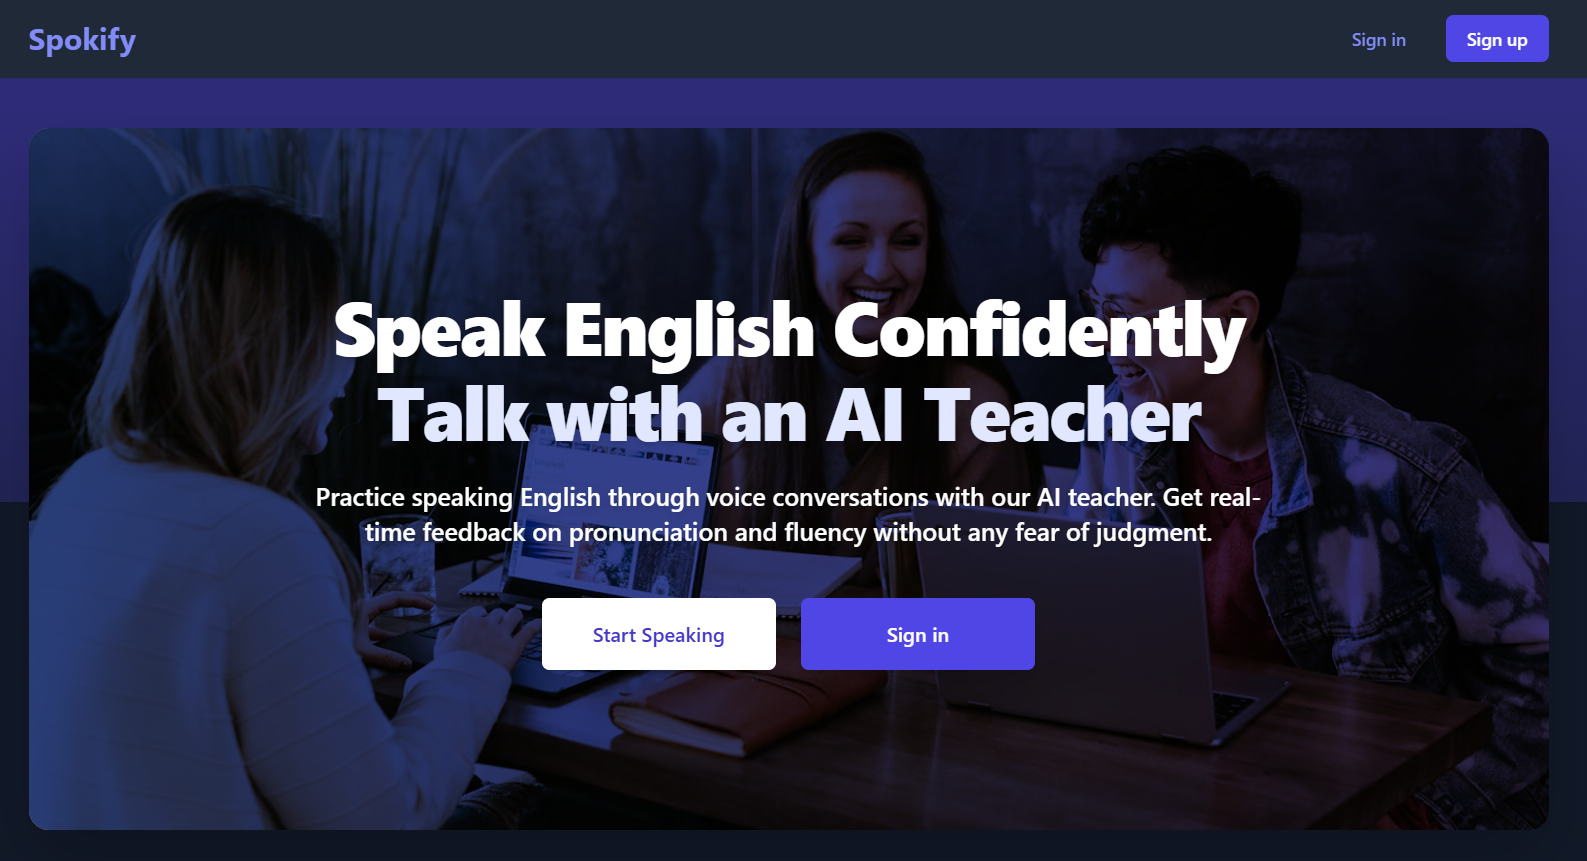 Spokify
Sign in
Sign up
Speak English Confidently
Talk with an AI Teacher
Practice speaking English through voice conversations with our AI teacher. Get real-
time feedback on pronunciation and fluency without any fear of judgment.
Start Speaking
Sign in